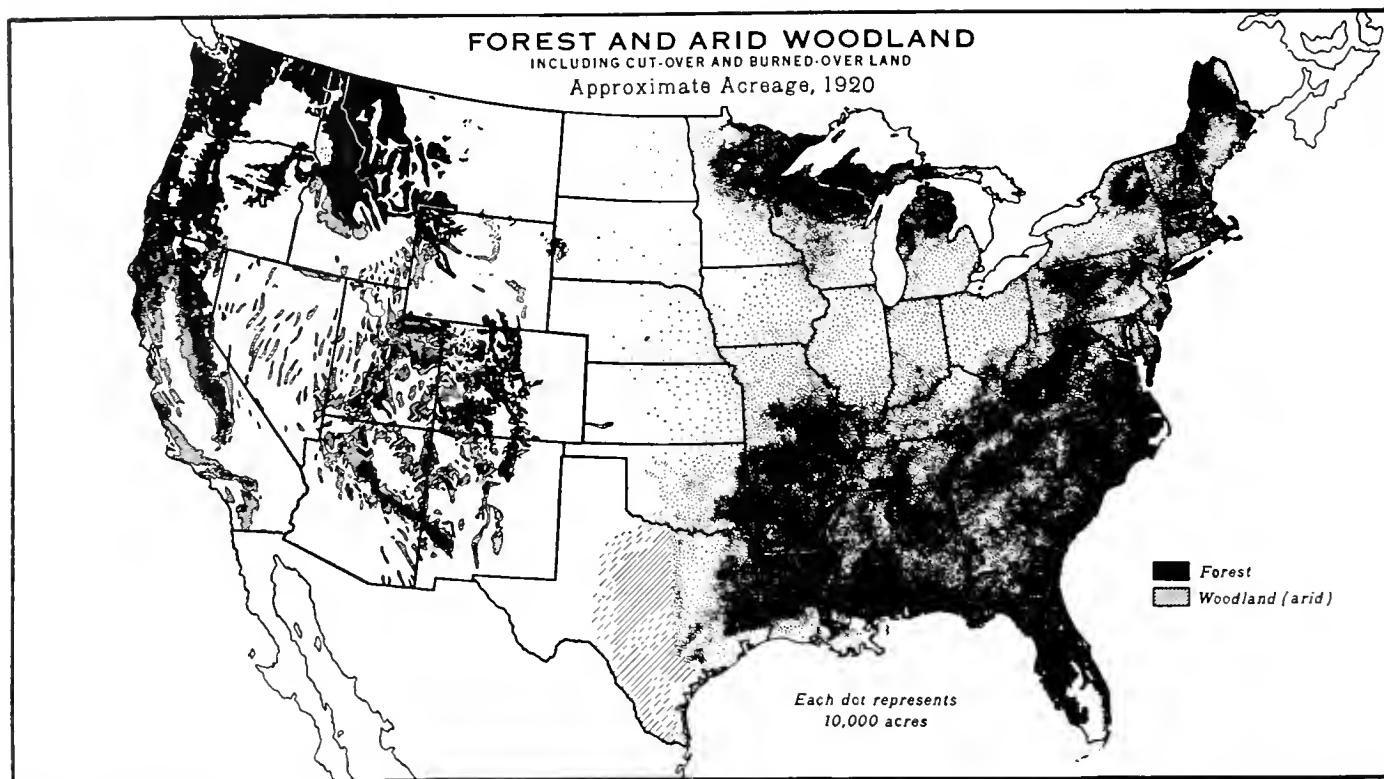 FOREST AND ARID WOODLAND
INCLUDING CUT-OVER AND BURNED-OVER LAND
Approximate Acreage, 1920
Forest
Woodland (arid)
Each dot represents
10,000 acres